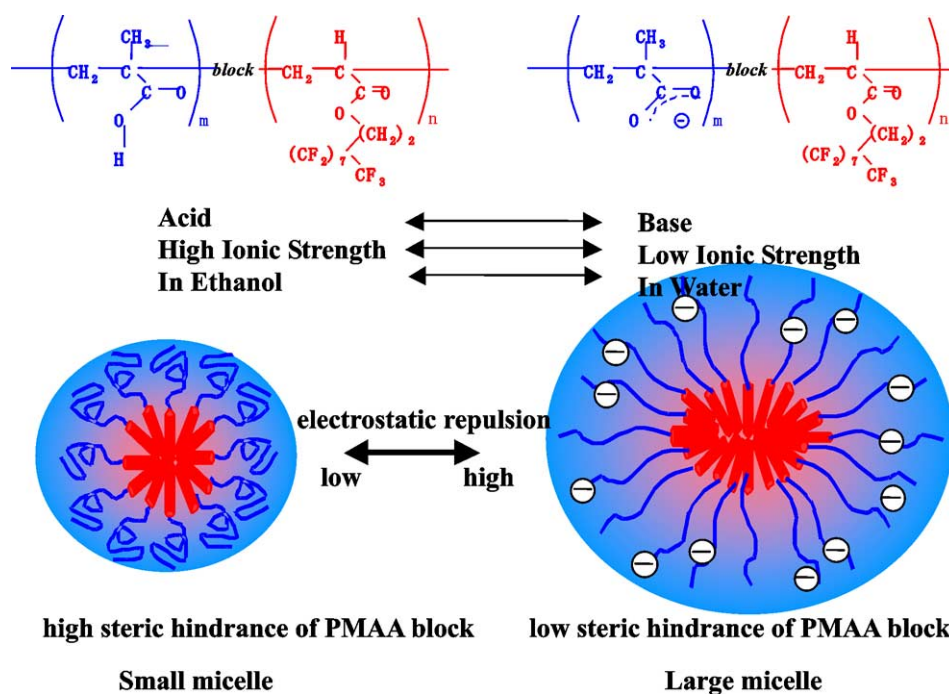 CH3 H CH3 H
CH2 C block CH2 C CH2 C block CH2 C
C O C O C O C O
O m O n O ⊖ m O n
H (CH2)2 (CH2)2
(CF2)7 (CF2)7
CF3 CF3
Acid Base
High Ionic Strength Low Ionic Strength
In Ethanol In Water
electrostatic repulsion
low high
high steric hindrance of PMAA block low steric hindrance of PMAA block
Small micelle Large micelle